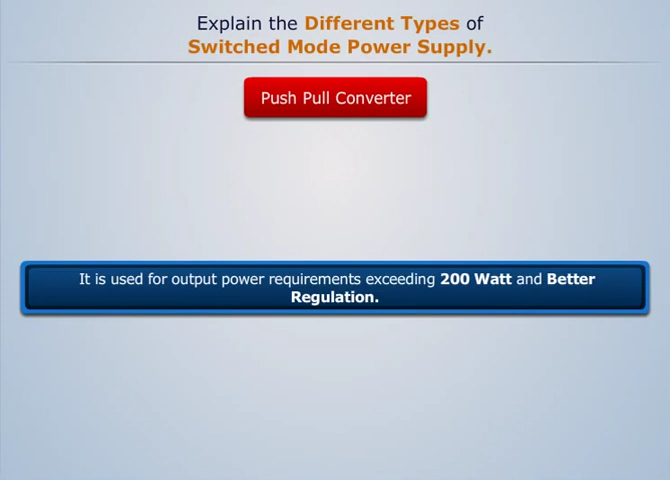 Explain the Different Types of
Switched Mode Power Supply.
Push Pull Converter
It is used for output power requirements exceeding 200 Watt and Better
Regulation.